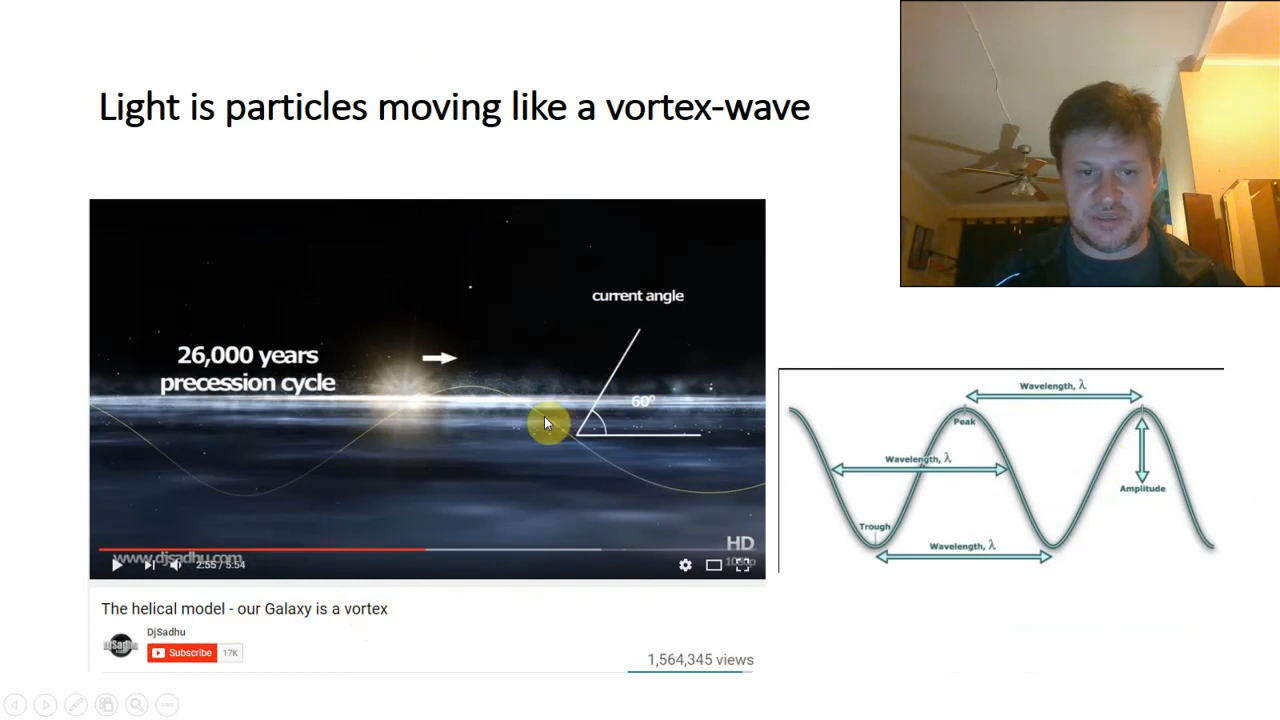 Light is particles moving like a vortex-wave
current angle
26,000 years
precession cycle
60°
www.djsadhu.com
HD
1080p
2:55 / 5:54
The helical model - our Galaxy is a vortex
DjSadhu
Subscribe 17K
1,564,345 views
Wavelength, λ
Peak
Wavelength, λ
Amplitude
Trough
Wavelength, λ